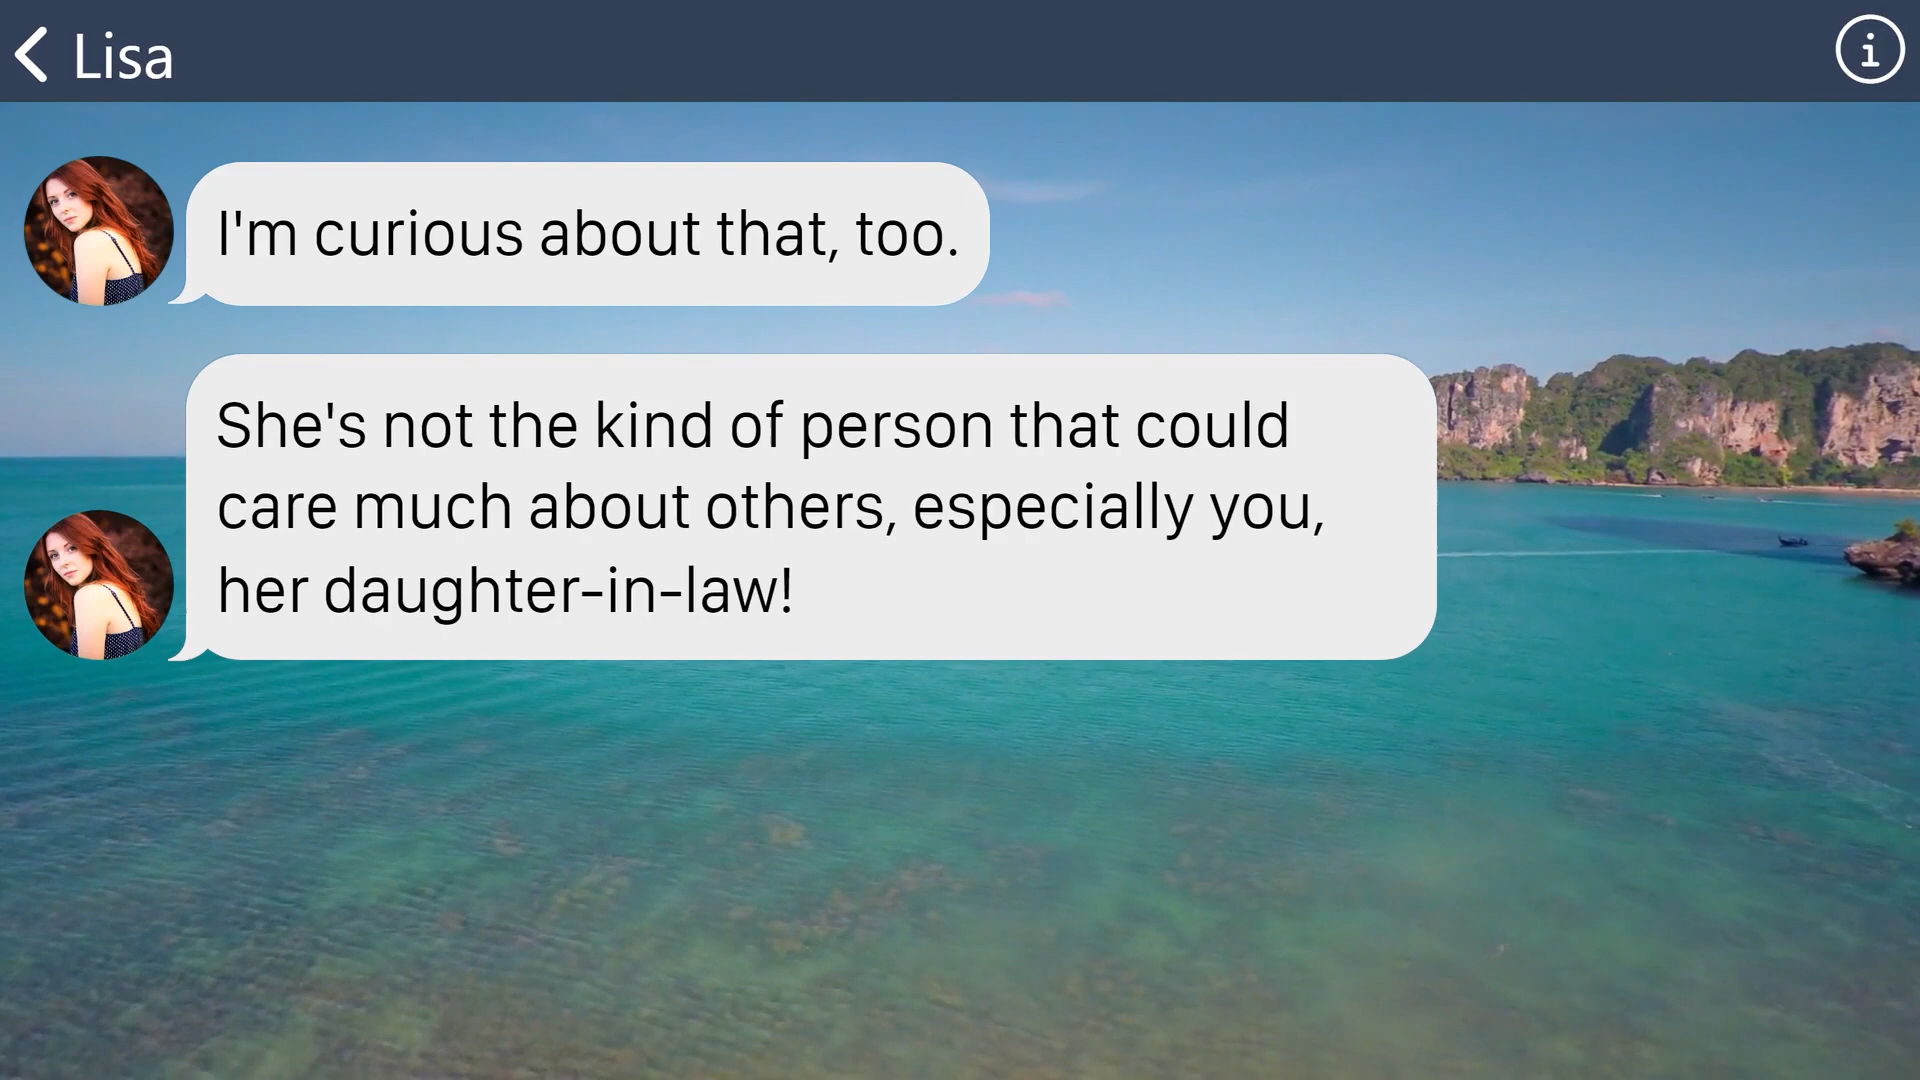 Lisa
I'm curious about that, too.
She's not the kind of person that could
care much about others, especially you,
her daughter-in-law!